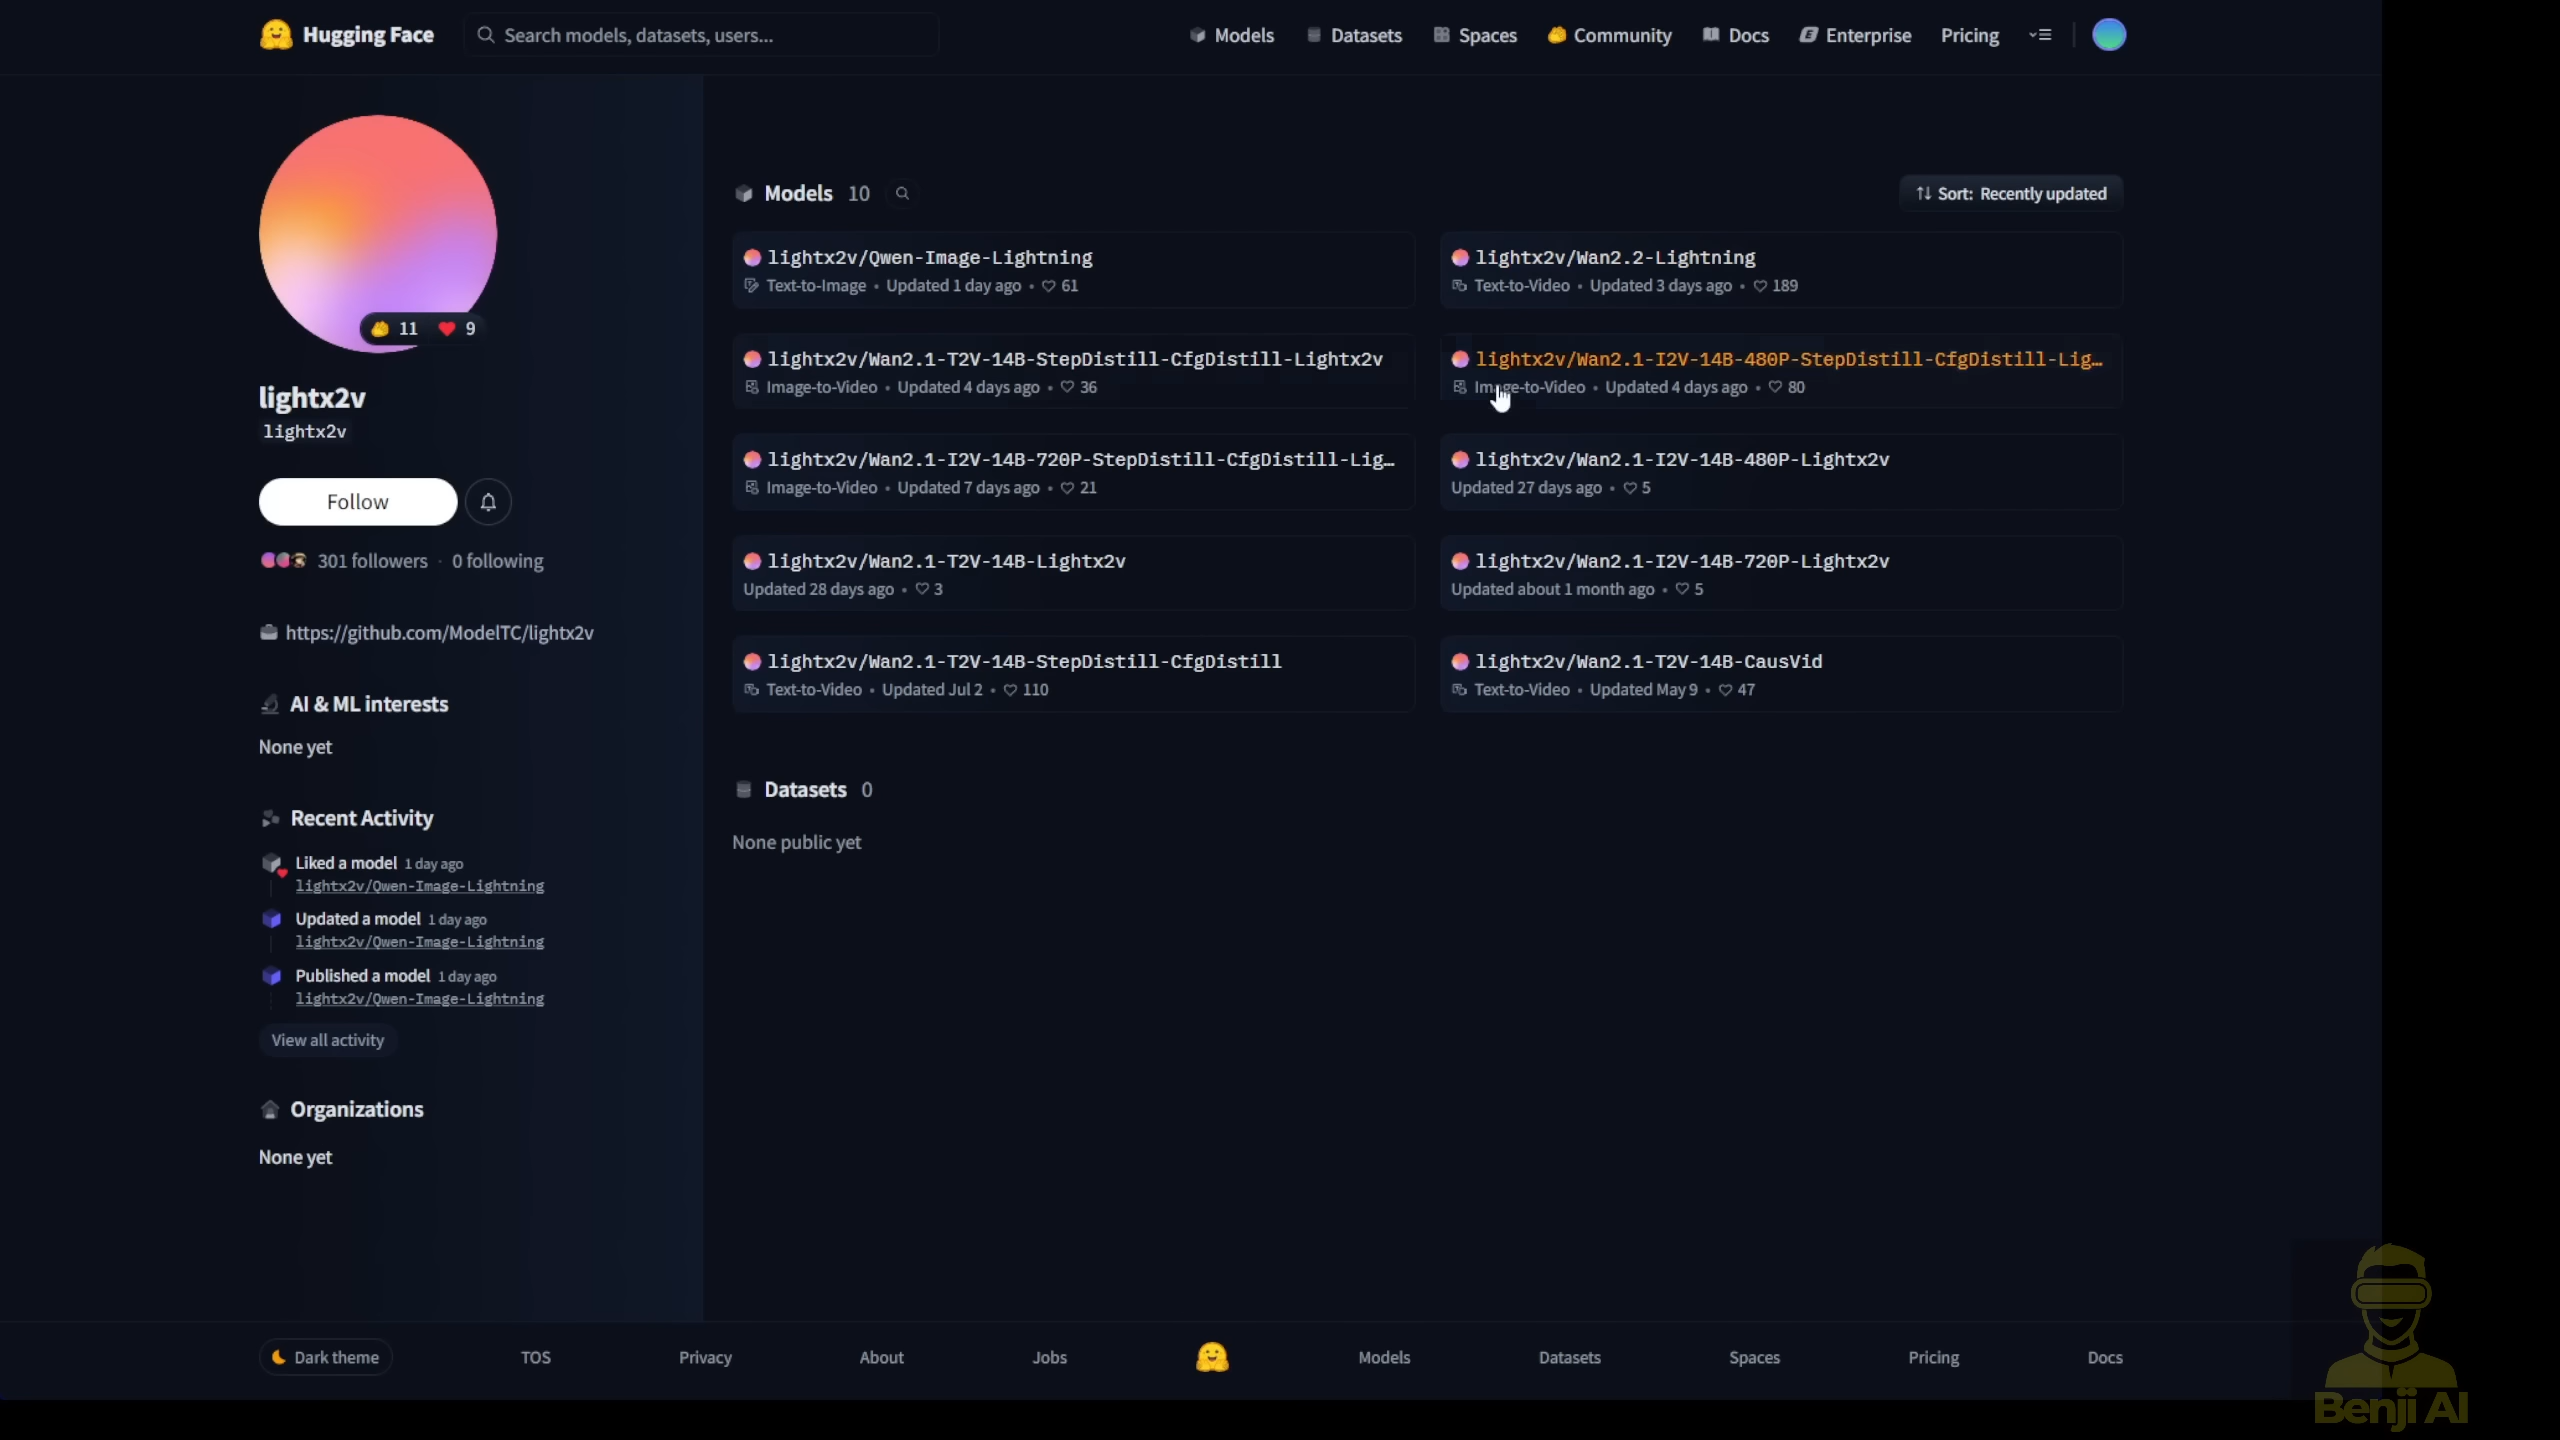 Hugging Face
Search models, datasets, users...
Models
Datasets
Spaces
Community
Docs
Enterprise
Pricing
11 9
lightx2v
lightx2v
Follow
301 followers · 0 following
https://github.com/ModelTC/lightx2v
AI & ML interests
None yet
Recent Activity
Liked a model 1 day ago
lightx2v/Qwen-Image-Lightning
Updated a model 1 day ago
lightx2v/Qwen-Image-Lightning
Published a model 1 day ago
lightx2v/Qwen-Image-Lightning
View all activity
Organizations
None yet
Models 10
Sort: Recently updated
lightx2v/Qwen-Image-Lightning
Text-to-Image • Updated 1 day ago • 61
lightx2v/Wan2.2-Lightning
Text-to-Video • Updated 3 days ago • 189
lightx2v/Wan2.1-T2V-14B-StepDistill-CfgDistill-Lightx2v
Image-to-Video • Updated 4 days ago • 36
lightx2v/Wan2.1-I2V-14B-480P-StepDistill-CfgDistill-Lig…
Image-to-Video • Updated 4 days ago • 80
lightx2v/Wan2.1-I2V-14B-720P-StepDistill-CfgDistill-Lig…
Image-to-Video • Updated 7 days ago • 21
lightx2v/Wan2.1-I2V-14B-480P-Lightx2v
Updated 27 days ago • 5
lightx2v/Wan2.1-T2V-14B-Lightx2v
Updated 28 days ago • 3
lightx2v/Wan2.1-I2V-14B-720P-Lightx2v
Updated about 1 month ago • 5
lightx2v/Wan2.1-T2V-14B-StepDistill-CfgDistill
Text-to-Video • Updated Jul 2 • 110
lightx2v/Wan2.1-T2V-14B-CausVid
Text-to-Video • Updated May 9 • 47
Datasets 0
None public yet
Dark theme
TOS
Privacy
About
Jobs
Models
Datasets
Spaces
Pricing
Docs
Benji AI